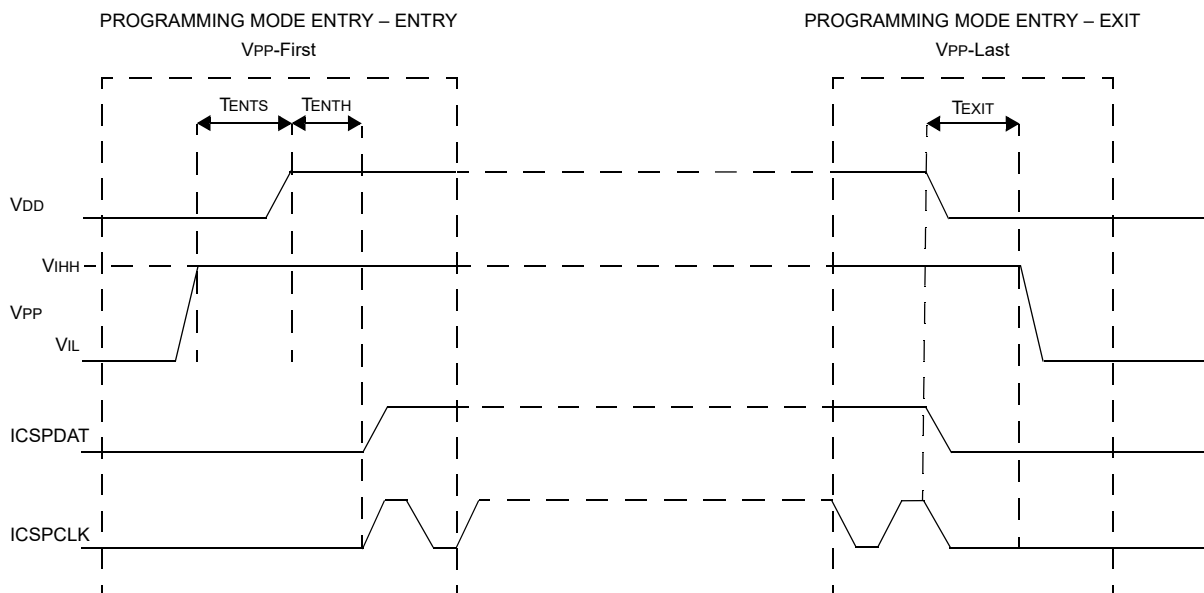 PROGRAMMING MODE ENTRY – ENTRY
VPP-First
PROGRAMMING MODE ENTRY – EXIT
VPP-Last
TENTS
TENTH
TEXIT
VDD
VIHH
VPP
VIL
ICSPDAT
ICSPCLK